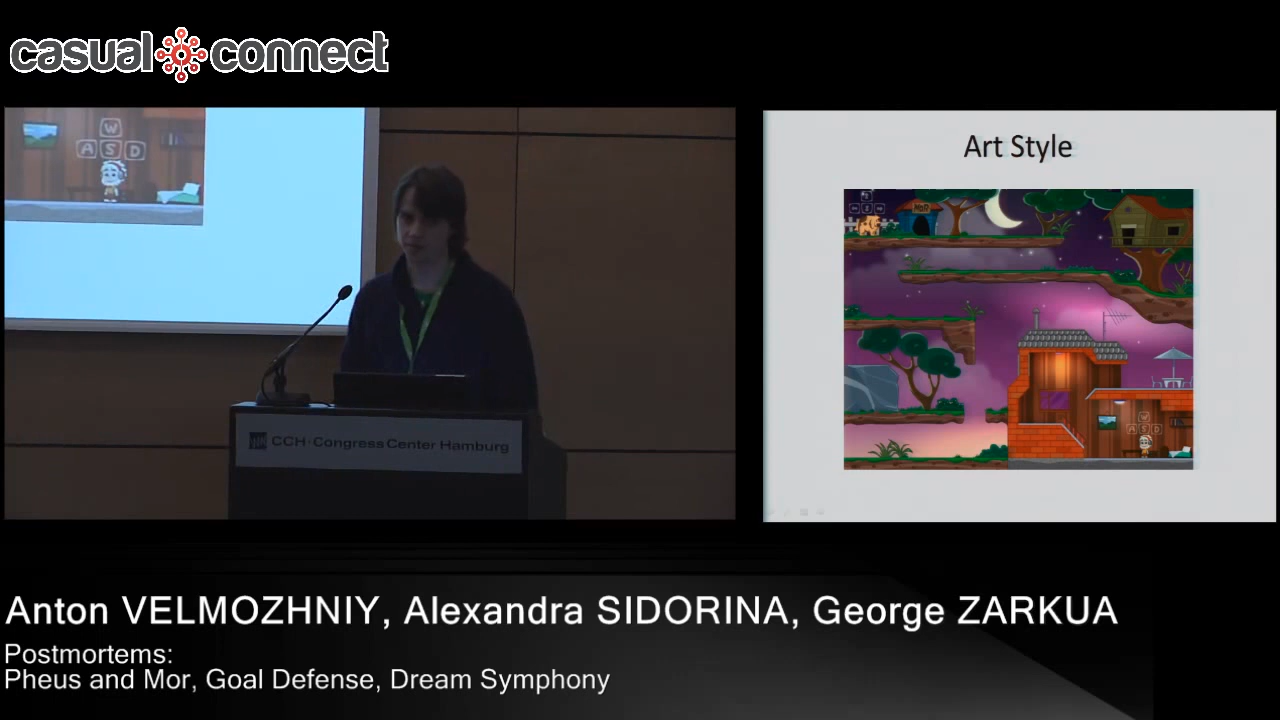 casual connect
W
A S D
Art Style
MOR
W
A S D
CCH·Congress Center Hamburg
Anton VELMOZHNIY, Alexandra SIDORINA, George ZARKUA
Postmortems:
Pheus and Mor, Goal Defense, Dream Symphony